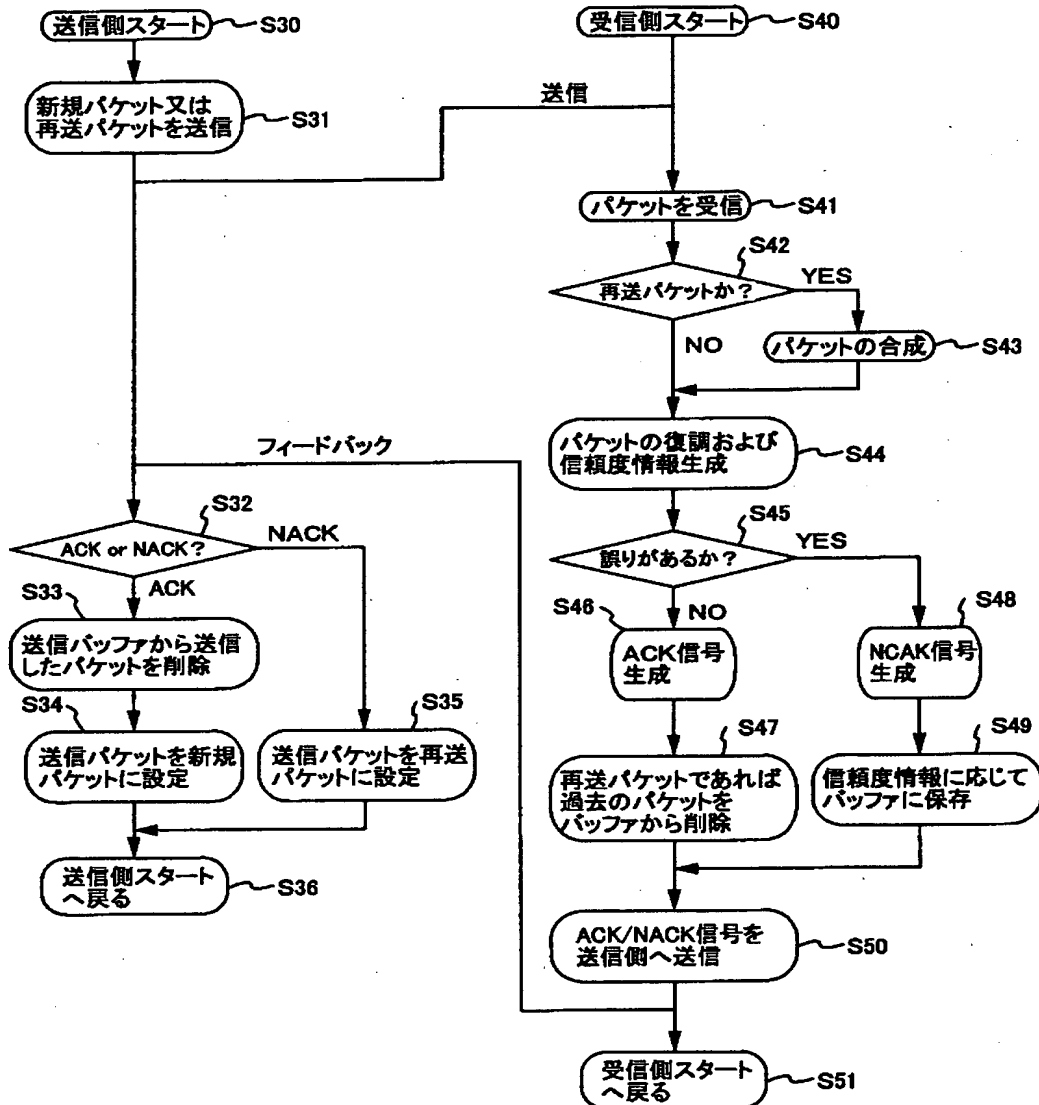 送信側スタート
S30
新規パケット又は
再送パケットを送信
S31
送信
受信側スタート
S40
パケットを受信
S41
S42
再送パケットか?
YES
NO
パケットの合成
S43
パケットの復調および
信頼度情報生成
S44
フィードバック
S32
ACK or NACK?
NACK
ACK
S33
送信バッファから送信
したパケットを削除
S34
送信パケットを新規
パケットに設定
S35
送信パケットを再送
パケットに設定
送信側スタート
へ戻る
S36
S45
誤りがあるか?
YES
NO
S46
ACK信号
生成
S48
NCAK信号
生成
S47
再送パケットであれば
過去のパケットを
バッファから削除
S49
信頼度情報に応じて
バッファに保存
ACK/NACK信号を
送信側へ送信
S50
受信側スタート
へ戻る
S51